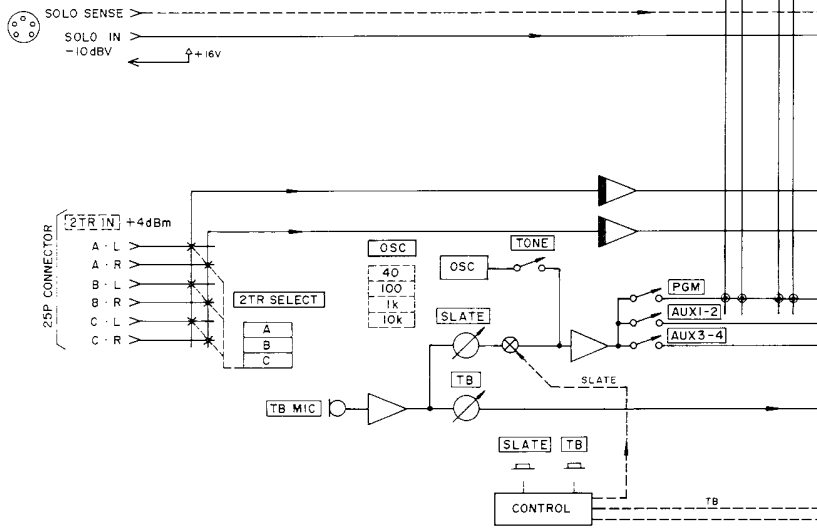 SOLO SENSE
SOLO IN
-10dBV
+16V
25P CONNECTOR
2TR IN +4dBm
A · L
A · R
B · L
B · R
C · L
C · R
2TR SELECT
A
B
C
OSC
40
100
1k
10k
OSC
TONE
SLATE
PGM
AUX1-2
AUX3-4
SLATE
TB
TB MIC
SLATE
TB
CONTROL
TB